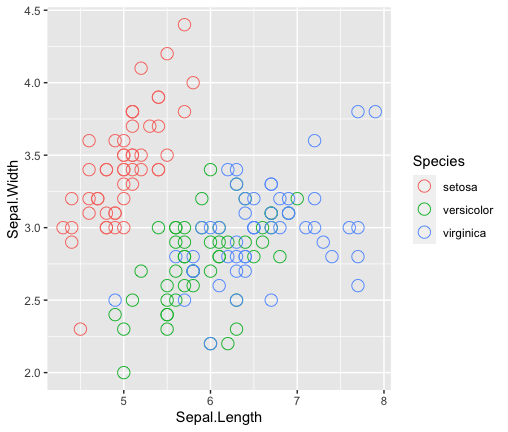 4.5
4.0
3.5
3.0
2.5
2.0
Sepal.Width
5 6 7 8
Sepal.Length
Species
setosa
versicolor
virginica